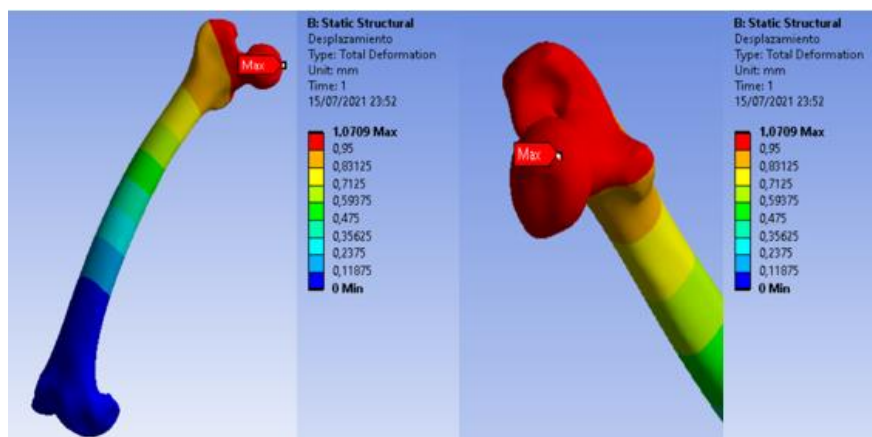 B: Static Structural
Desplazamiento
Type: Total Deformation
Unit: mm
Time: 1
15/07/2021 23:52
1,0709 Max
0,95
0,83125
0,7125
0,59375
0,475
0,35625
0,2375
0,11875
0 Min
Max
B: Static Structural
Desplazamiento
Type: Total Deformation
Unit: mm
Time: 1
15/07/2021 23:52
1,0709 Max
0,95
0,83125
0,7125
0,59375
0,475
0,35625
0,2375
0,11875
0 Min
Max